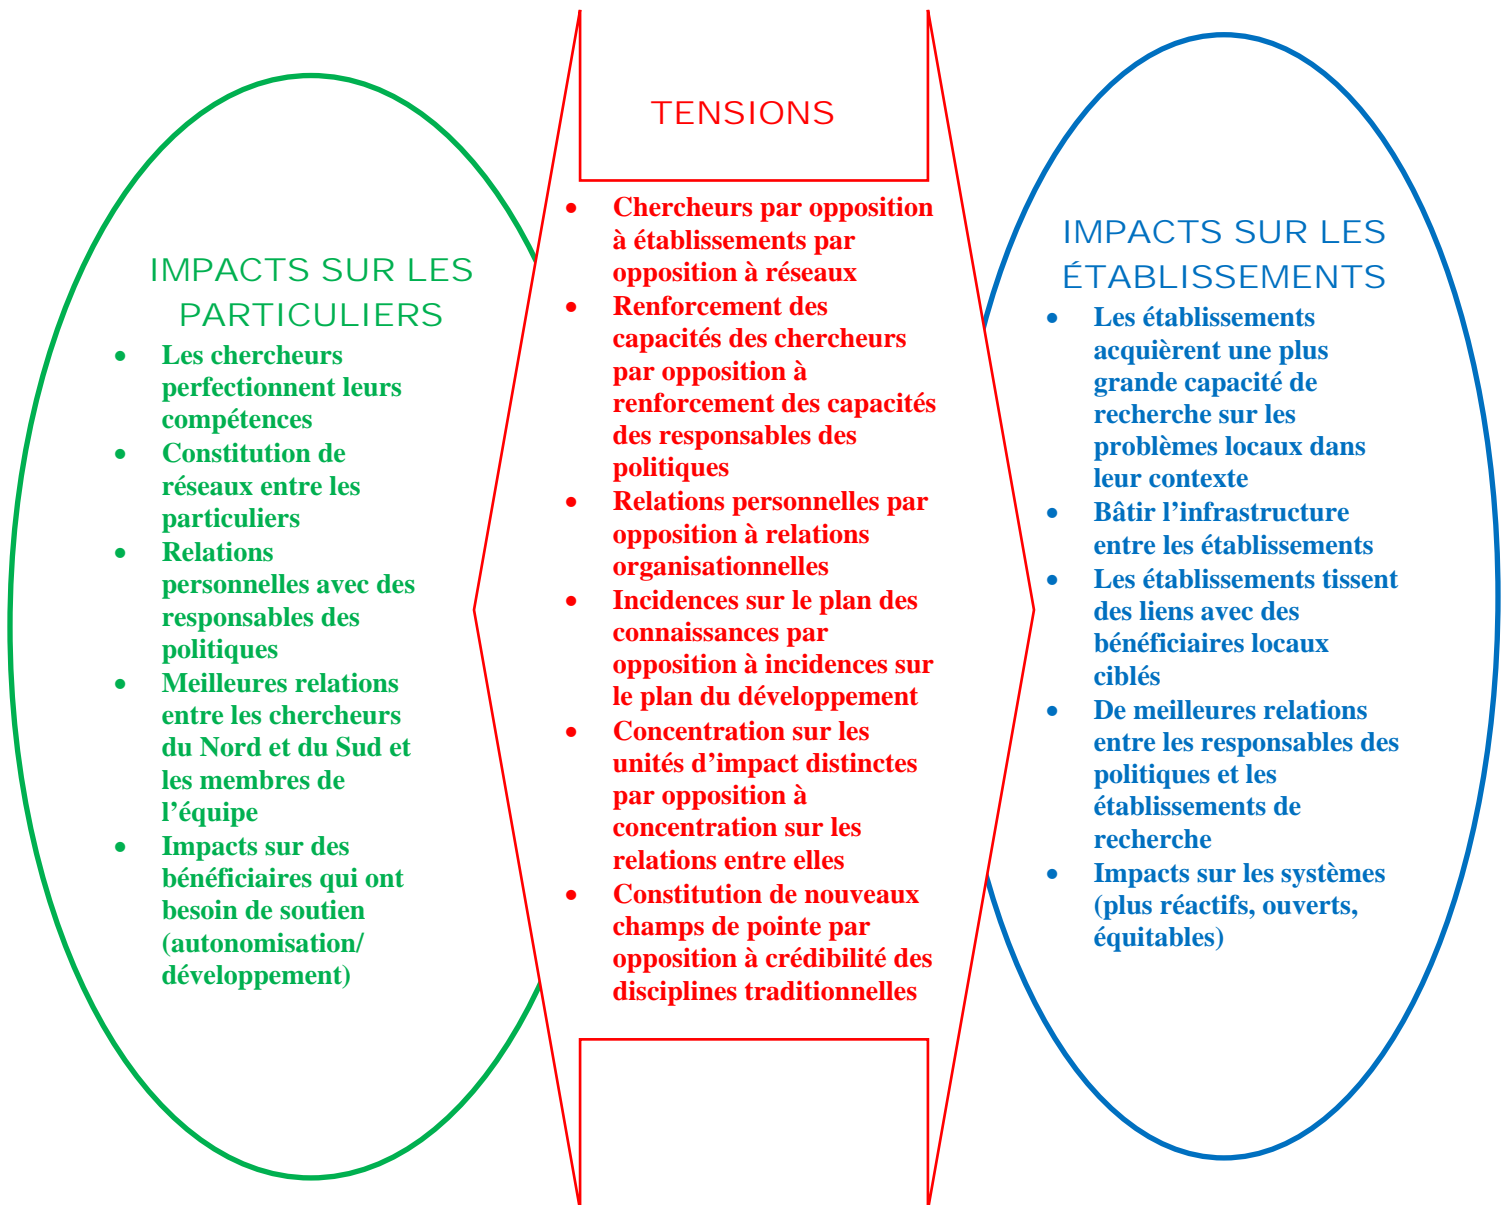 IMPACTS SUR LES
PARTICULIERS
• Les chercheurs
perfectionnent leurs
compétences
• Constitution de
réseaux entre les
particuliers
• Relations
personnelles avec des
responsables des
politiques
• Meilleures relations
entre les chercheurs
du Nord et du Sud et
les membres de
l’équipe
• Impacts sur des
bénéficiaires qui ont
besoin de soutien
(autonomisation/
développement)
TENSIONS
• Chercheurs par opposition
à établissements par
opposition à réseaux
• Renforcement des
capacités des chercheurs
par opposition à
renforcement des capacités
des responsables des
politiques
• Relations personnelles par
opposition à relations
organisationnelles
• Incidences sur le plan des
connaissances par
opposition à incidences sur
le plan du développement
• Concentration sur les
unités d’impact distinctes
par opposition à
concentration sur les
relations entre elles
• Constitution de nouveaux
champs de pointe par
opposition à crédibilité des
disciplines traditionnelles
IMPACTS SUR LES
ÉTABLISSEMENTS
• Les établissements
acquièrent une plus
grande capacité de
recherche sur les
problèmes locaux dans
leur contexte
• Bâtir l’infrastructure
entre les établissements
• Les établissements tissent
des liens avec des
bénéficiaires locaux
ciblés
• De meilleures relations
entre les responsables des
politiques et les
établissements de
recherche
• Impacts sur les systèmes
(plus réactifs, ouverts,
équitables)